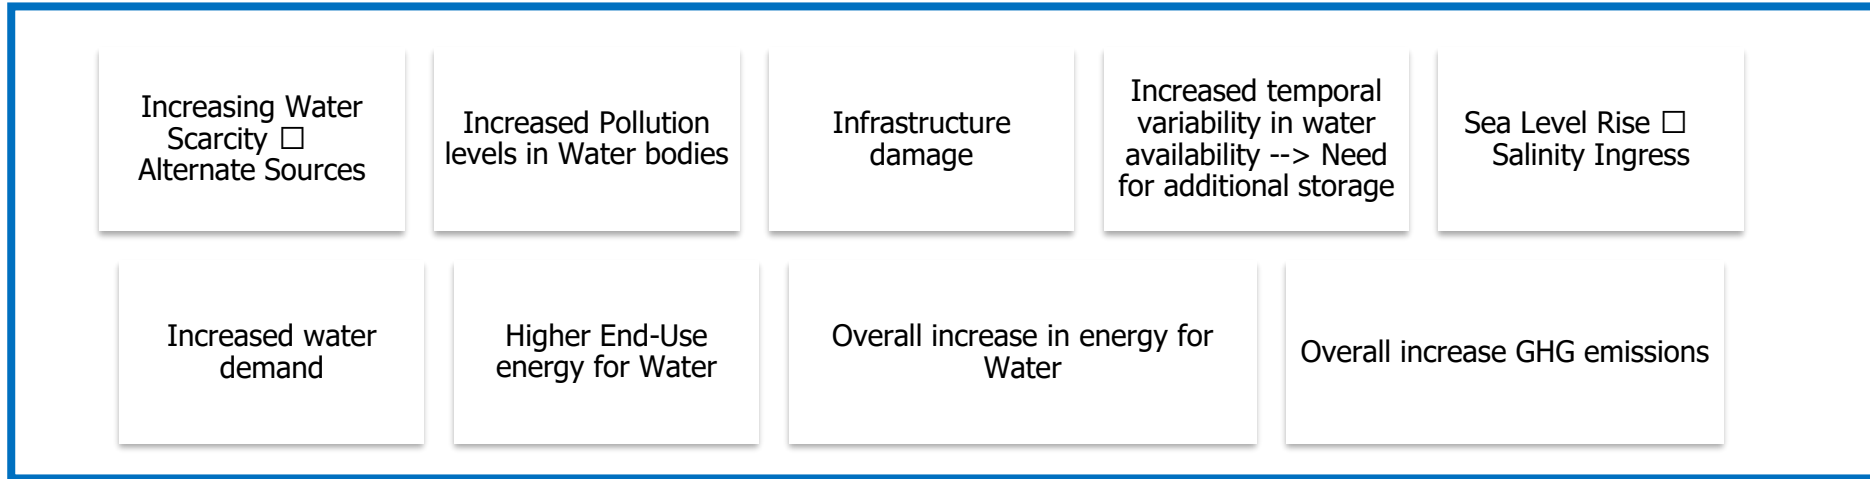 Increasing Water
Scarcity □
Alternate Sources
Increased Pollution
levels in Water bodies
Infrastructure
damage
Increased temporal
variability in water
availability --> Need
for additional storage
Sea Level Rise □
Salinity Ingress
Increased water
demand
Higher End-Use
energy for Water
Overall increase in energy for
Water
Overall increase GHG emissions